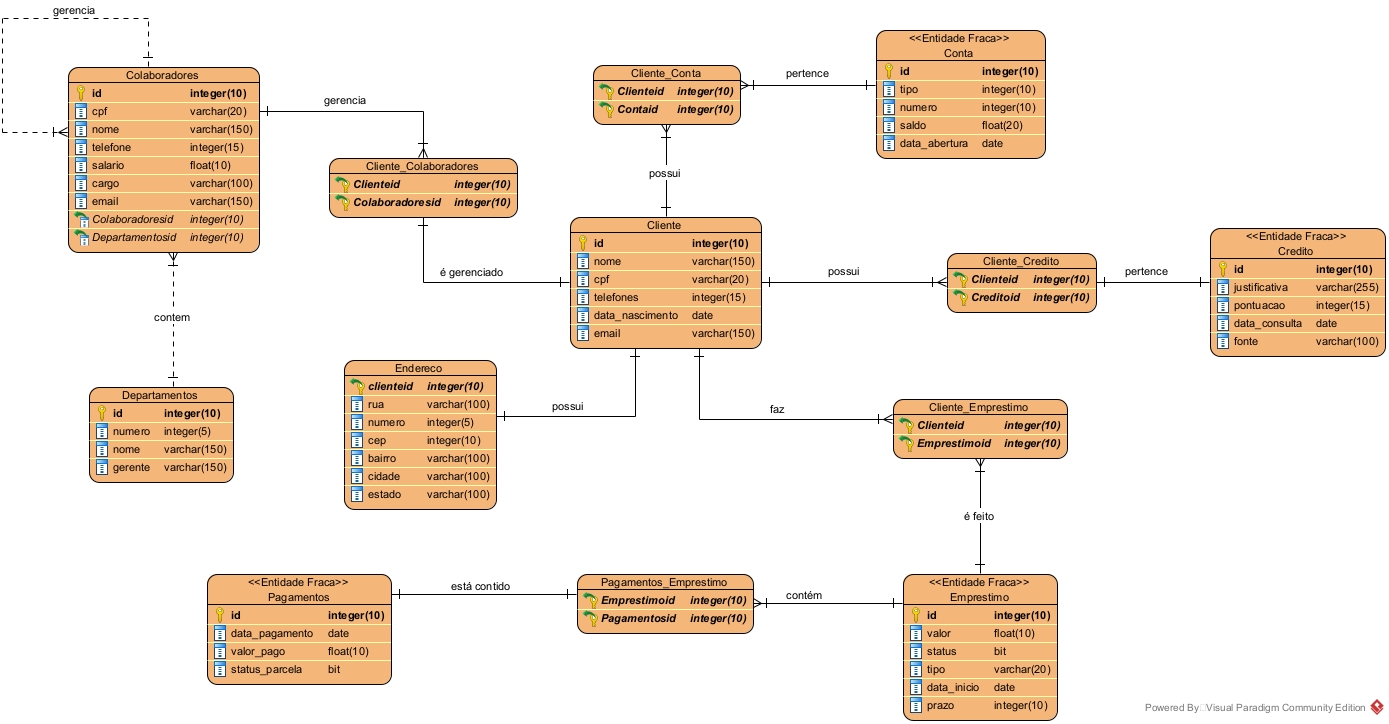 gerencia
Colaboradores
id integer(10)
cpf varchar(20)
nome varchar(150)
telefone integer(15)
salario float(10)
cargo varchar(100)
email varchar(150)
Colaboradoresid integer(10)
Departamentosid integer(10)
gerencia
Cliente_Conta
Clienteid integer(10)
Contaid integer(10)
pertence
<<Entidade Fraca>>
Conta
id integer(10)
tipo integer(10)
numero integer(10)
saldo float(20)
data_abertura date
Cliente_Colaboradores
Clienteid integer(10)
Colaboradoresid integer(10)
possui
é gerenciado
Cliente
id integer(10)
nome varchar(150)
cpf varchar(20)
telefones integer(15)
data_nascimento date
email varchar(150)
possui
Cliente_Credito
Clienteid integer(10)
Creditoid integer(10)
pertence
<<Entidade Fraca>>
Credito
id integer(10)
justificativa varchar(255)
pontuacao integer(15)
data_consulta date
fonte varchar(100)
contem
Departamentos
id integer(10)
numero integer(5)
nome varchar(150)
gerente varchar(150)
Endereco
clienteid integer(10)
rua varchar(100)
numero integer(5)
cep integer(10)
bairro varchar(100)
cidade varchar(100)
estado varchar(100)
possui
faz
Cliente_Emprestimo
Clienteid integer(10)
Emprestimoid integer(10)
é feito
<<Entidade Fraca>>
Pagamentos
id integer(10)
data_pagamento date
valor_pago float(10)
status_parcela bit
está contido
Pagamentos_Emprestimo
Emprestimoid integer(10)
Pagamentosid integer(10)
contém
<<Entidade Fraca>>
Emprestimo
id integer(10)
valor float(10)
status bit
tipo varchar(20)
data_inicio date
prazo integer(10)
Powered By Visual Paradigm Community Edition